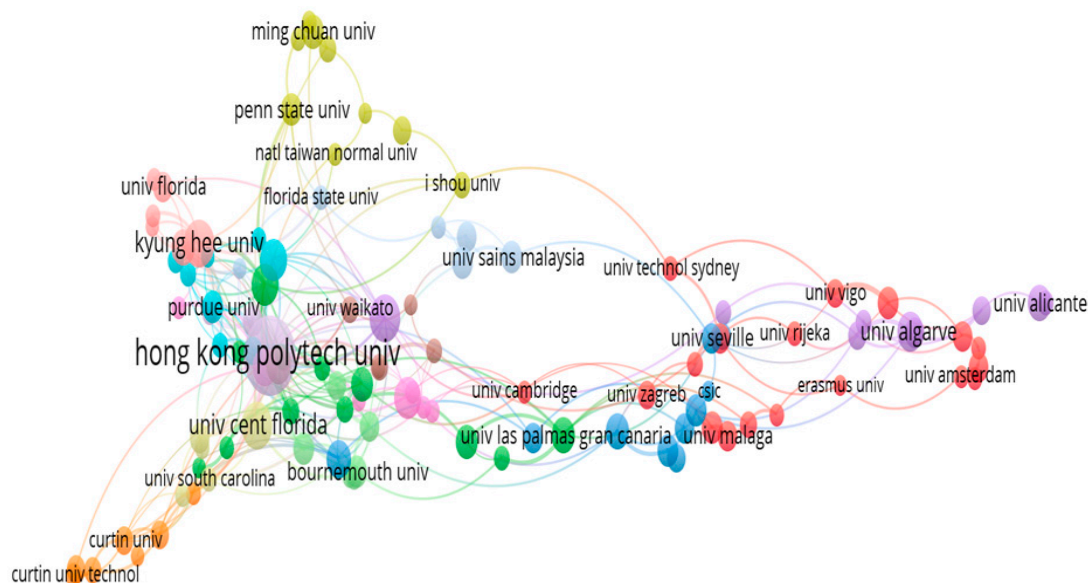 ming chuan univ
penn state univ
natl taiwan normal univ
univ florida
florida state univ
i shou univ
kyung hee univ
univ sains malaysia
univ technol sydney
purdue univ
univ waikato
univ vigo
univ alicante
hong kong polytech univ
univ seville
univ rijeka
univ algarve
univ amsterdam
univ cambridge
univ zagreb
csic
erasmus univ
univ cent florida
univ las palmas gran canaria
univ malaga
bournemouth univ
univ south carolina
curtin univ
curtin univ technol